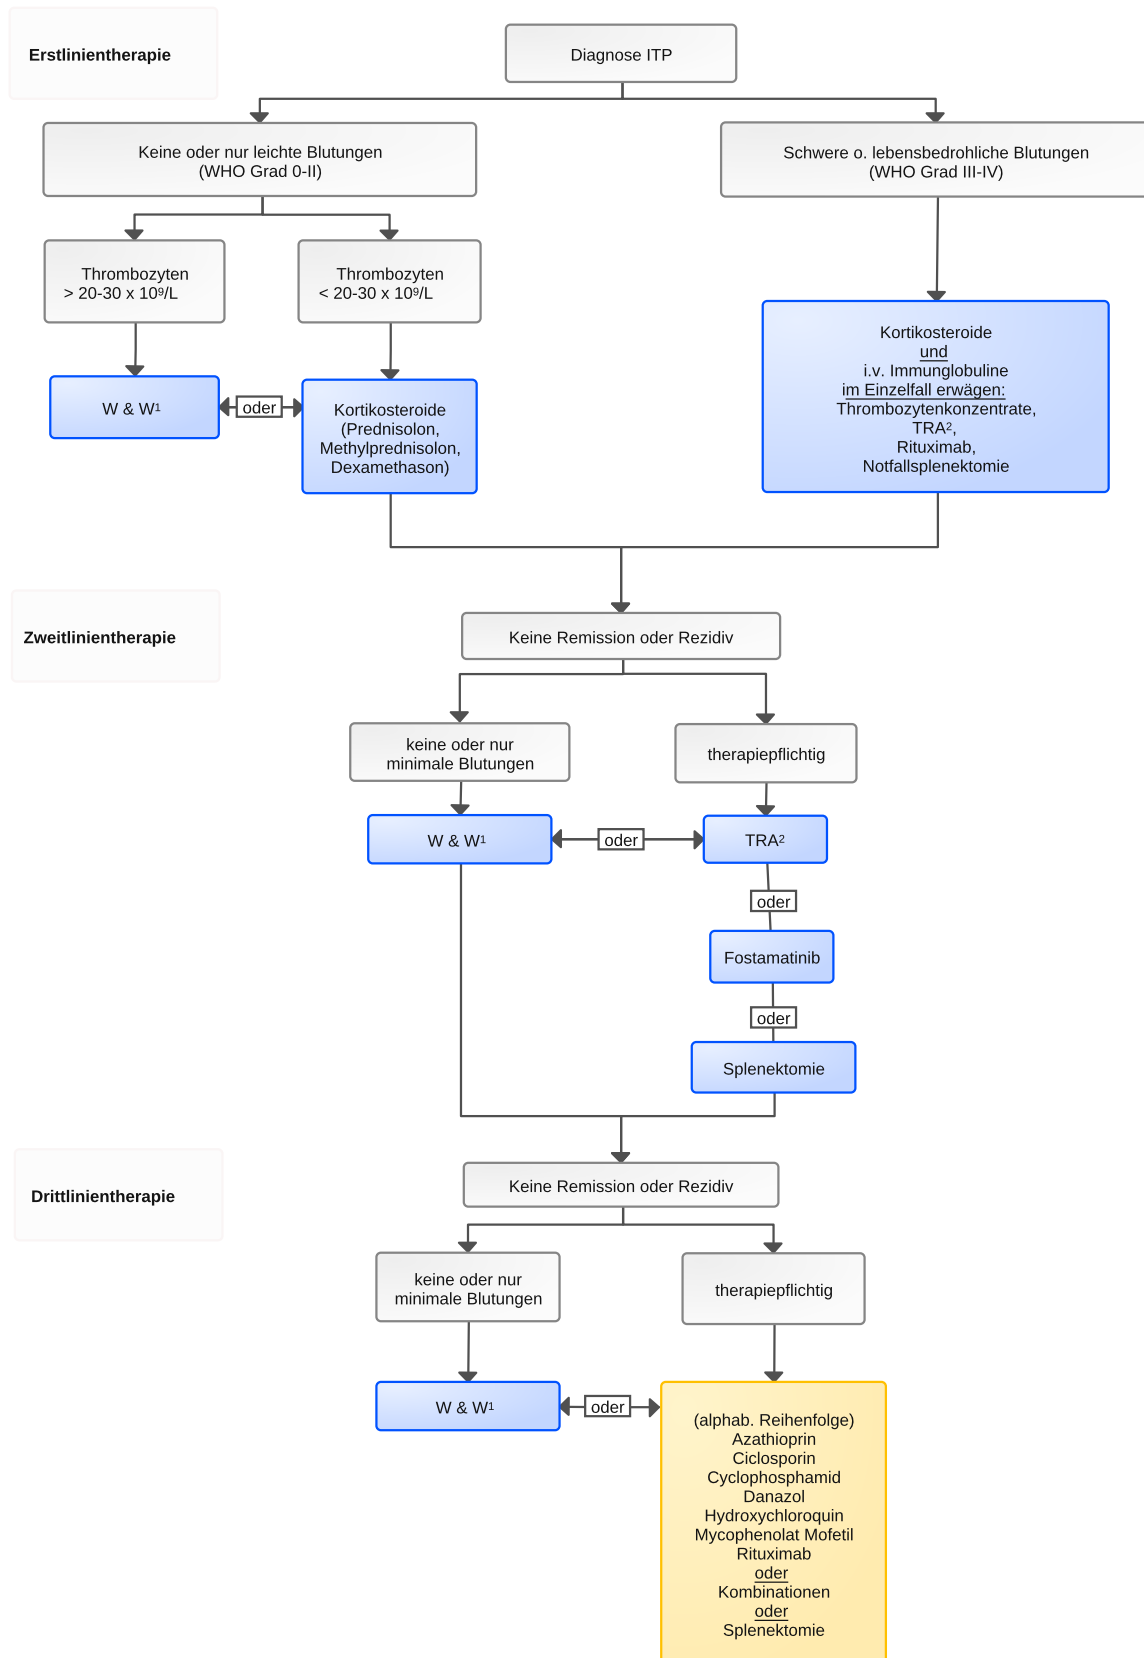 Erstlinientherapie
Diagnose ITP
Keine oder nur leichte Blutungen
(WHO Grad 0-II)
Schwere o. lebensbedrohliche Blutungen
(WHO Grad III-IV)
Thrombozyten
> 20-30 x 10⁹/L
Thrombozyten
< 20-30 x 10⁹/L
W & W¹
oder
Kortikosteroide
(Prednisolon,
Methylprednisolon,
Dexamethason)
Kortikosteroide
und
i.v. Immunglobuline
im Einzelfall erwägen:
Thrombozytenkonzentrate,
TRA²,
Rituximab,
Notfallsplenektomie
Zweitlinientherapie
Keine Remission oder Rezidiv
keine oder nur
minimale Blutungen
therapiepflichtig
W & W¹
oder
TRA²
oder
Fostamatinib
oder
Splenektomie
Drittlinientherapie
Keine Remission oder Rezidiv
keine oder nur
minimale Blutungen
therapiepflichtig
W & W¹
oder
(alphab. Reihenfolge)
Azathioprin
Ciclosporin
Cyclophosphamid
Danazol
Hydroxychloroquin
Mycophenolat Mofetil
Rituximab
oder
Kombinationen
oder
Splenektomie